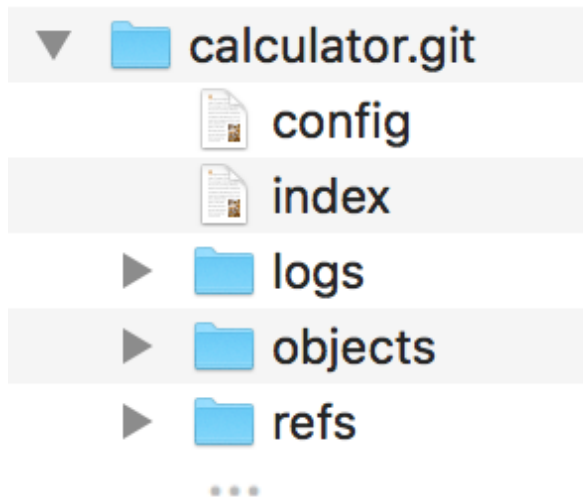 calculator.git
config
index
logs
objects
refs
...